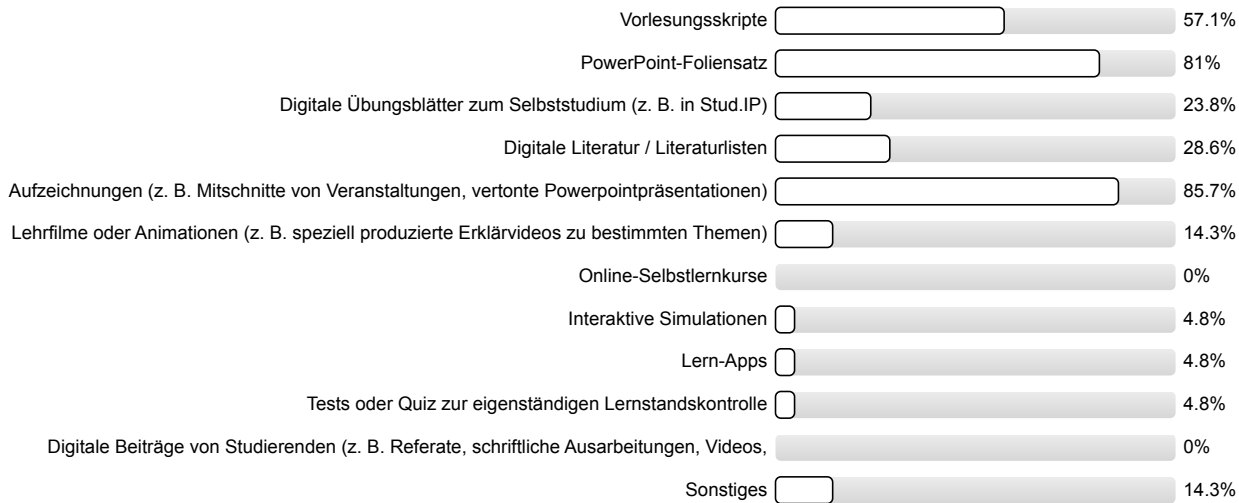 Vorlesungsskripte 57.1%
PowerPoint-Foliensatz 81%
Digitale Übungsblätter zum Selbststudium (z. B. in Stud.IP) 23.8%
Digitale Literatur / Literaturlisten 28.6%
Aufzeichnungen (z. B. Mitschnitte von Veranstaltungen, vertonte Powerpointpräsentationen) 85.7%
Lehrfilme oder Animationen (z. B. speziell produzierte Erklärvideos zu bestimmten Themen) 14.3%
Online-Selbstlernkurse 0%
Interaktive Simulationen 4.8%
Lern-Apps 4.8%
Tests oder Quiz zur eigenständigen Lernstandskontrolle 4.8%
Digitale Beiträge von Studierenden (z. B. Referate, schriftliche Ausarbeitungen, Videos, 0%
Sonstiges 14.3%